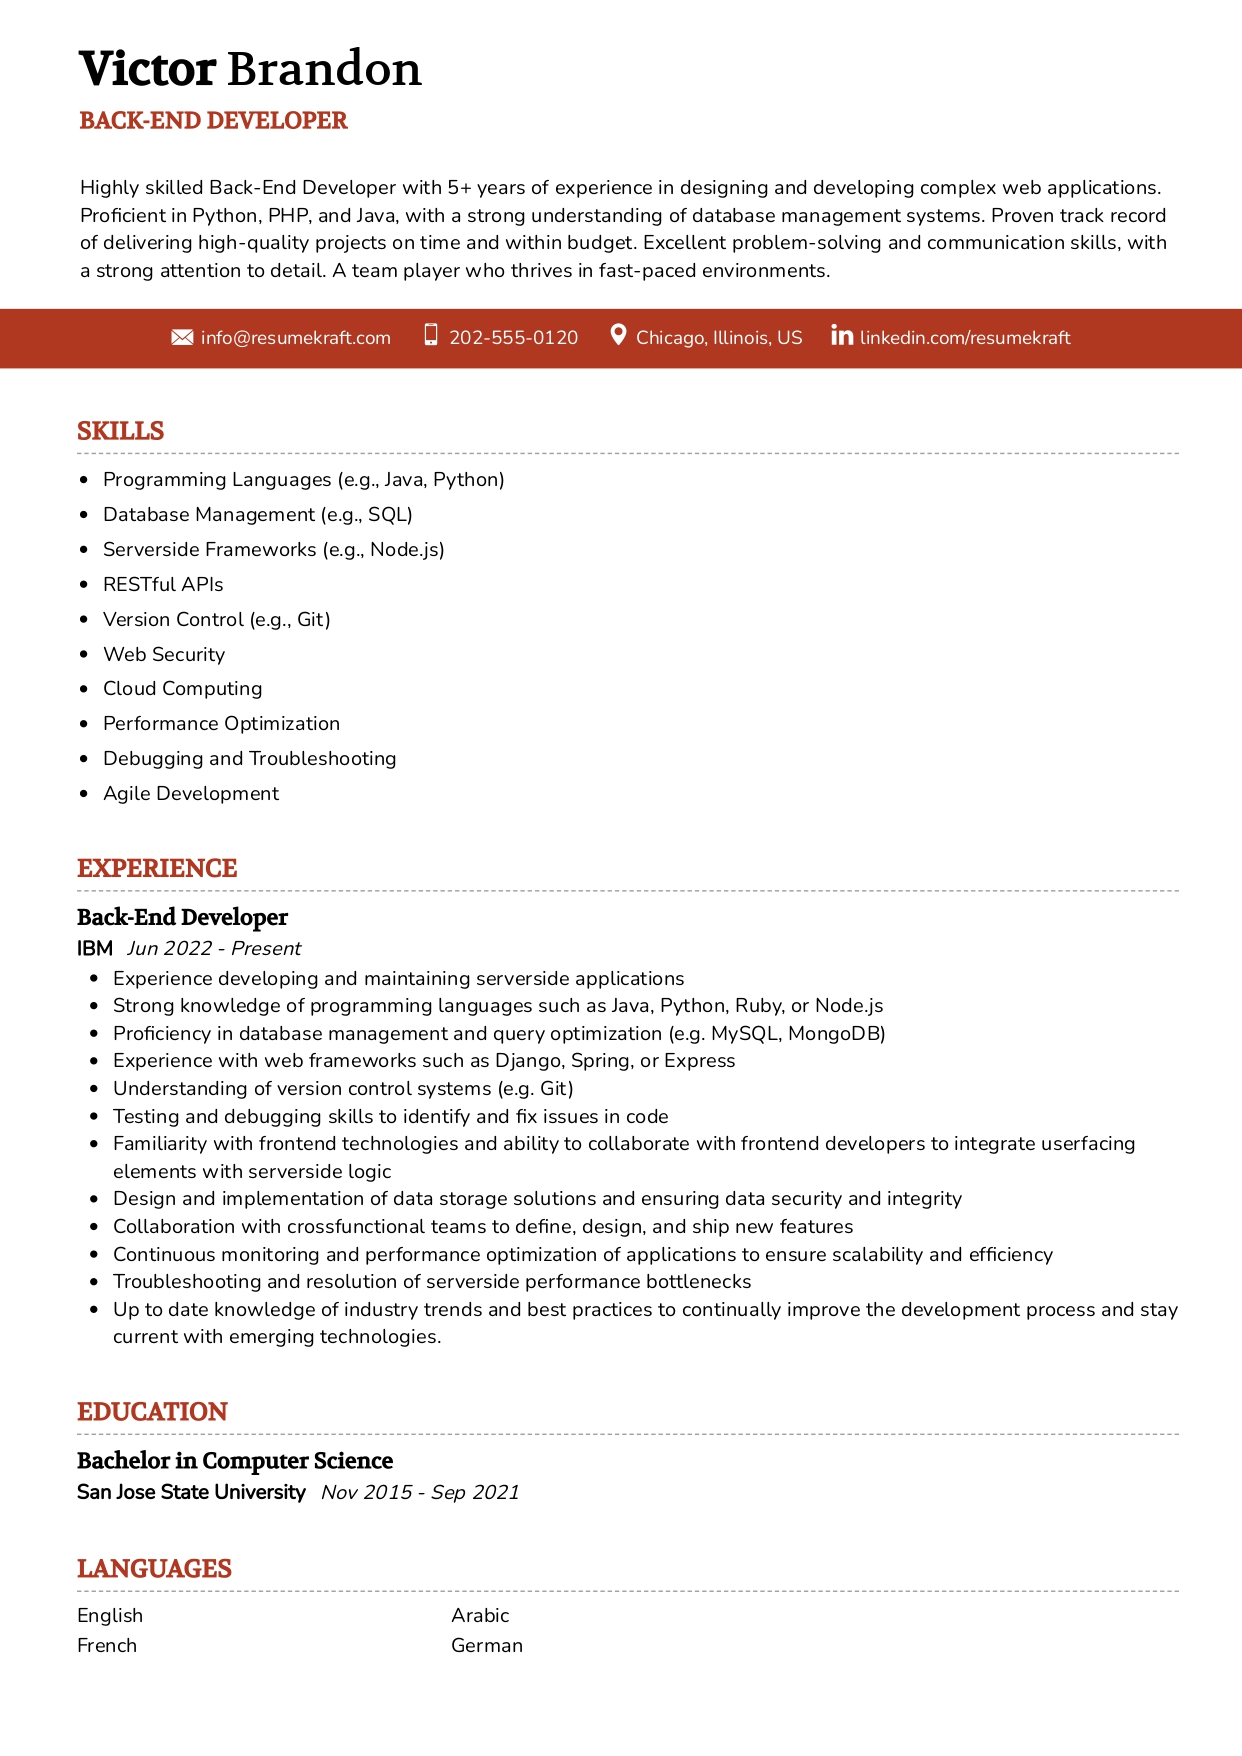 Victor Brandon
BACK-END DEVELOPER
Highly skilled Back-End Developer with 5+ years of experience in designing and developing complex web applications.
Proficient in Python, PHP, and Java, with a strong understanding of database management systems. Proven track record
of delivering high-quality projects on time and within budget. Excellent problem-solving and communication skills, with
a strong attention to detail. A team player who thrives in fast-paced environments.
info@resumekraft.com 202-555-0120 Chicago, Illinois, US linkedin.com/resumekraft
SKILLS
• Programming Languages (e.g., Java, Python)
• Database Management (e.g., SQL)
• Serverside Frameworks (e.g., Node.js)
• RESTful APIs
• Version Control (e.g., Git)
• Web Security
• Cloud Computing
• Performance Optimization
• Debugging and Troubleshooting
• Agile Development
EXPERIENCE
Back-End Developer
IBM Jun 2022 - Present
• Experience developing and maintaining serverside applications
• Strong knowledge of programming languages such as Java, Python, Ruby, or Node.js
• Proficiency in database management and query optimization (e.g. MySQL, MongoDB)
• Experience with web frameworks such as Django, Spring, or Express
• Understanding of version control systems (e.g. Git)
• Testing and debugging skills to identify and fix issues in code
• Familiarity with frontend technologies and ability to collaborate with frontend developers to integrate userfacing
elements with serverside logic
• Design and implementation of data storage solutions and ensuring data security and integrity
• Collaboration with crossfunctional teams to define, design, and ship new features
• Continuous monitoring and performance optimization of applications to ensure scalability and efficiency
• Troubleshooting and resolution of serverside performance bottlenecks
• Up to date knowledge of industry trends and best practices to continually improve the development process and stay
current with emerging technologies.
EDUCATION
Bachelor in Computer Science
San Jose State University Nov 2015 - Sep 2021
LANGUAGES
English Arabic
French German